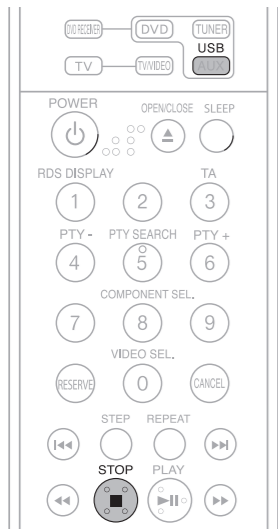 DVD RECEIVER DVD TUNER
USB
TV TV/VIDEO AUX
POWER OPEN/CLOSE SLEEP
RDS DISPLAY TA
1 2 3
PTY - PTY SEARCH PTY +
4 5 6
COMPONENT SEL.
7 8 9
VIDEO SEL.
RESERVE 0 CANCEL
STEP REPEAT
STOP PLAY